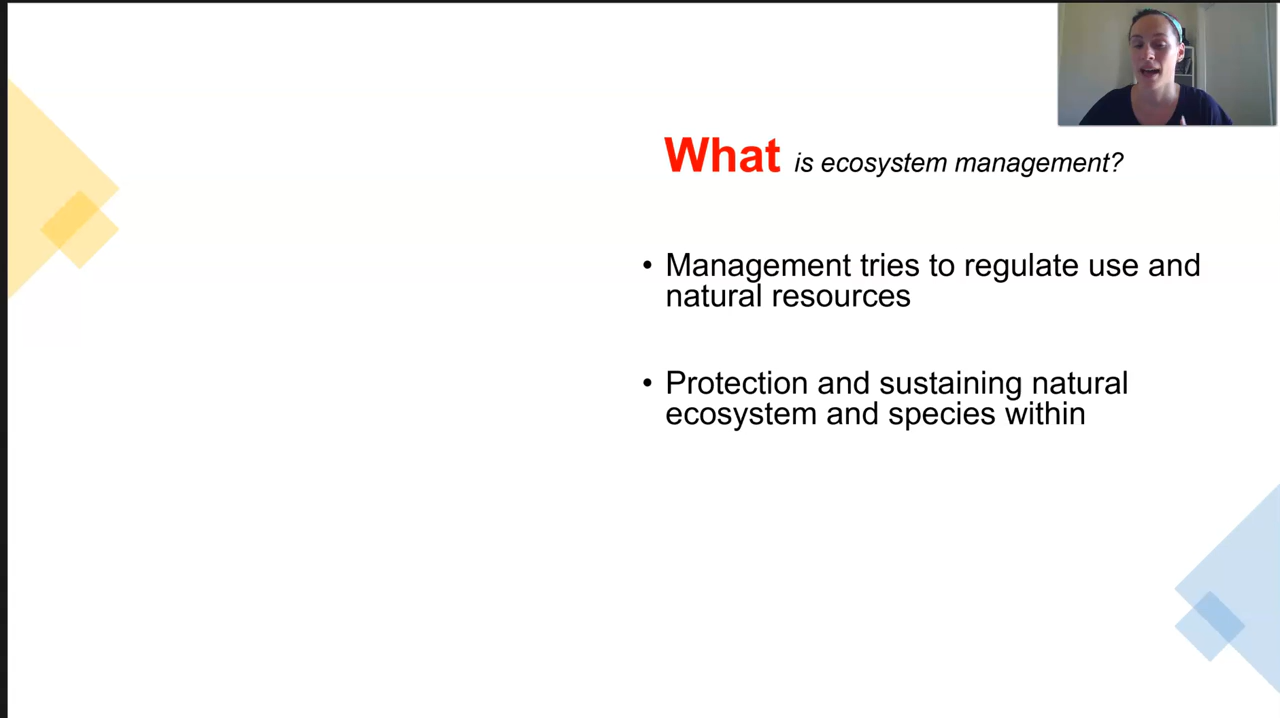 What is ecosystem management?
• Management tries to regulate use and
natural resources
• Protection and sustaining natural
ecosystem and species within